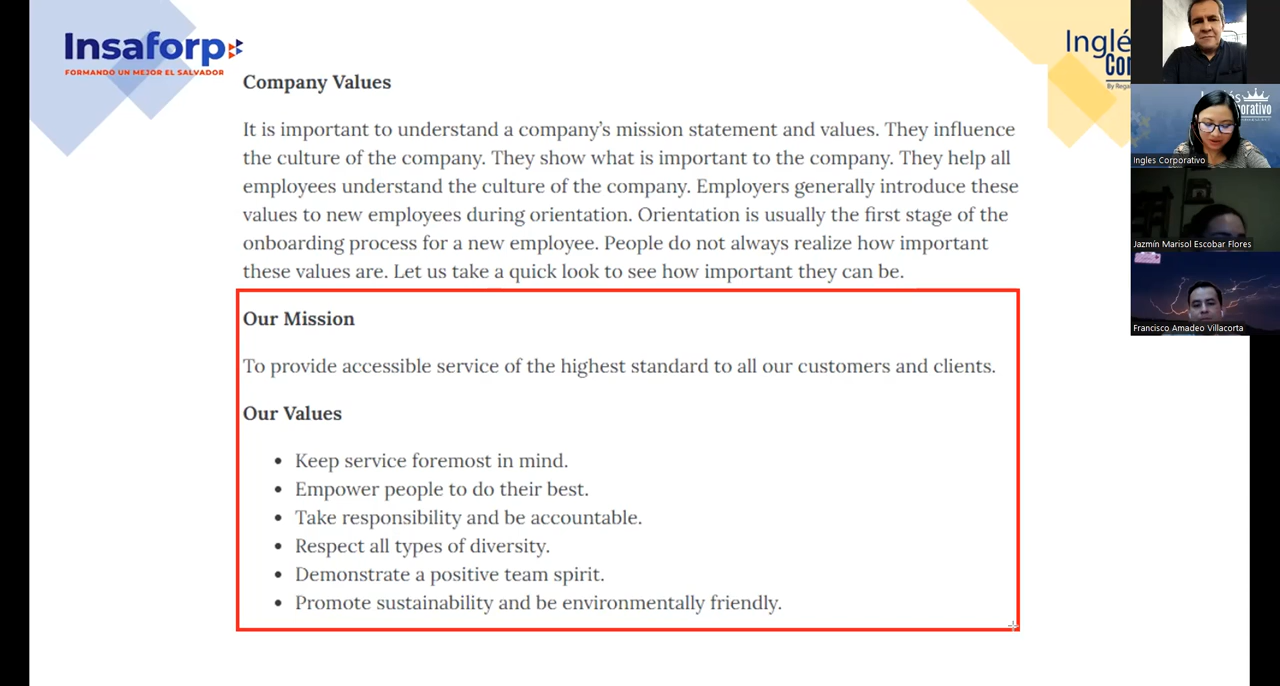 Insaforp
FORMANDO UN MEJOR EL SALVADOR
Company Values
It is important to understand a company’s mission statement and values. They influence
the culture of the company. They show what is important to the company. They help all
employees understand the culture of the company. Employers generally introduce these
values to new employees during orientation. Orientation is usually the first stage of the
onboarding process for a new employee. People do not always realize how important
these values are. Let us take a quick look to see how important they can be.
Our Mission
To provide accessible service of the highest standard to all our customers and clients.
Our Values
Keep service foremost in mind.
Empower people to do their best.
Take responsibility and be accountable.
Respect all types of diversity.
Demonstrate a positive team spirit.
Promote sustainability and be environmentally friendly.
Ingles Corporativo
Jazmín Marisol Escobar Flores
Francisco Amadeo Villacorta